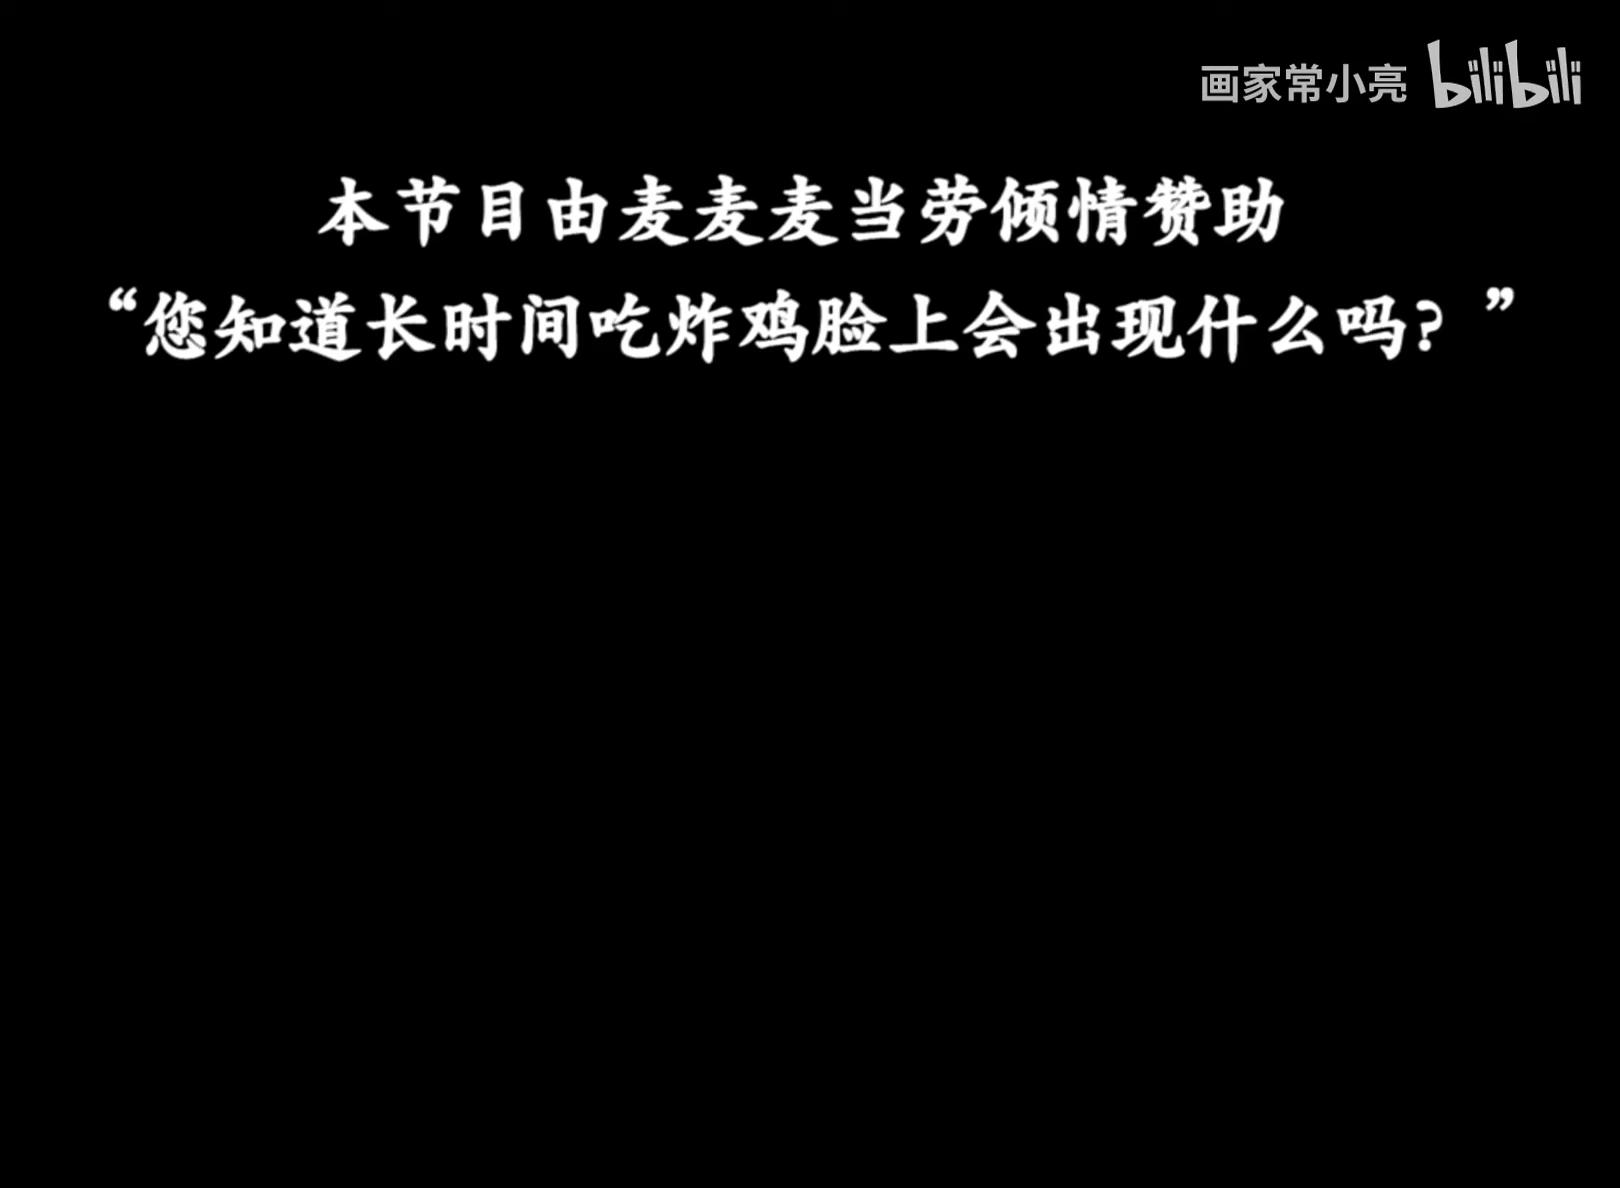 画家常小亮 bilibili
本节目由麦麦麦当劳倾情赞助
“您知道长时间吃炸鸡脸上会出现什么吗？”